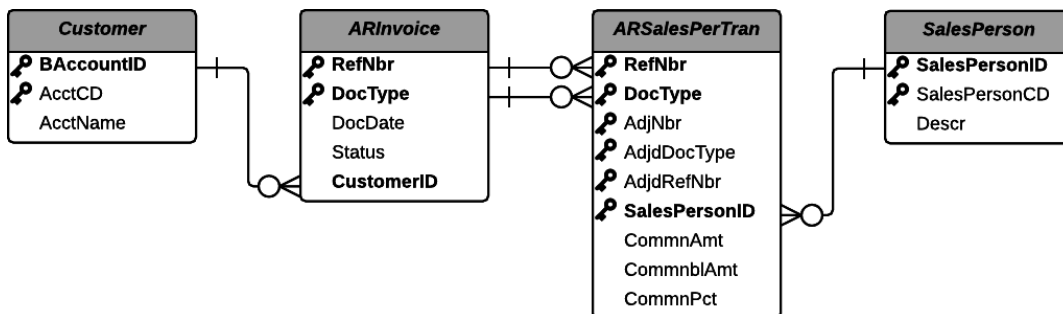 Customer
BAccountID
AcctCD
AcctName
ARInvoice
RefNbr
DocType
DocDate
Status
CustomerID
ARSalesPerTran
RefNbr
DocType
AdjNbr
AdjdDocType
AdjdRefNbr
SalesPersonID
CommnAmt
CommnblAmt
CommnPct
SalesPerson
SalesPersonID
SalesPersonCD
Descr